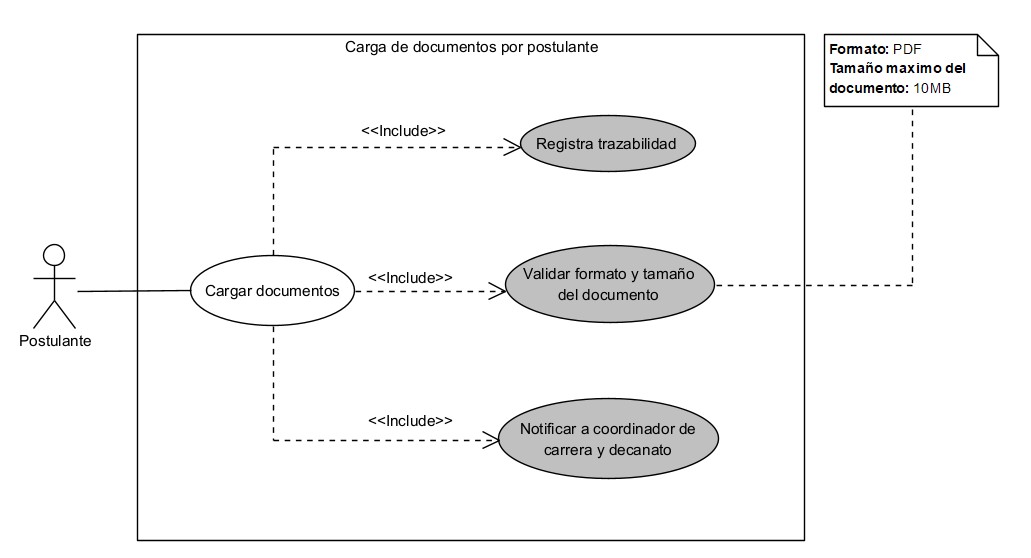 Carga de documentos por postulante
Formato: PDF
Tamaño maximo del
documento: 10MB
<<Include>>
Registra trazabilidad
<<Include>>
Validar formato y tamaño
del documento
Cargar documentos
Postulante
<<Include>>
Notificar a coordinador de
carrera y decanato